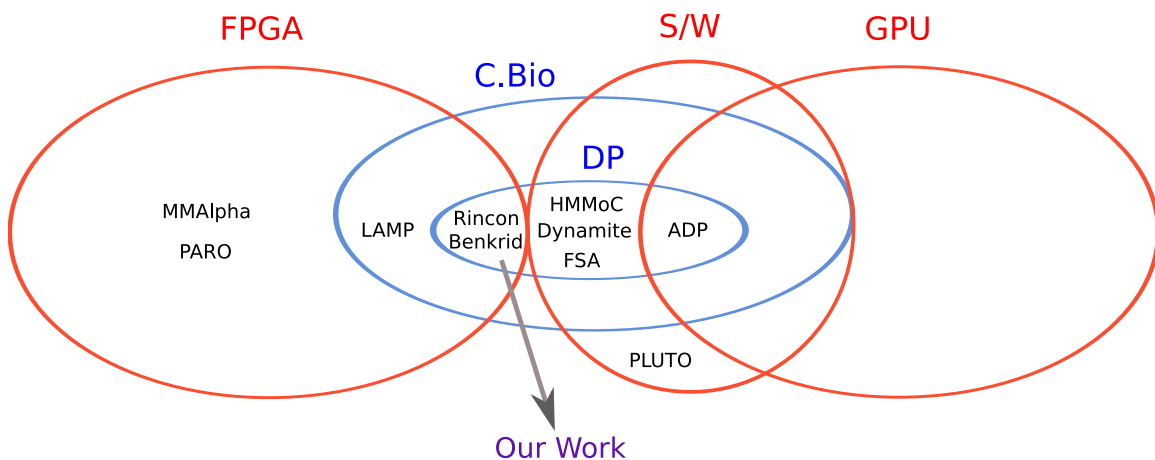 FPGA
S/W
GPU
C.Bio
DP
MMAlpha
PARO
LAMP
Rincon
Benkrid
HMMoC
Dynamite
FSA
ADP
PLUTO
Our Work